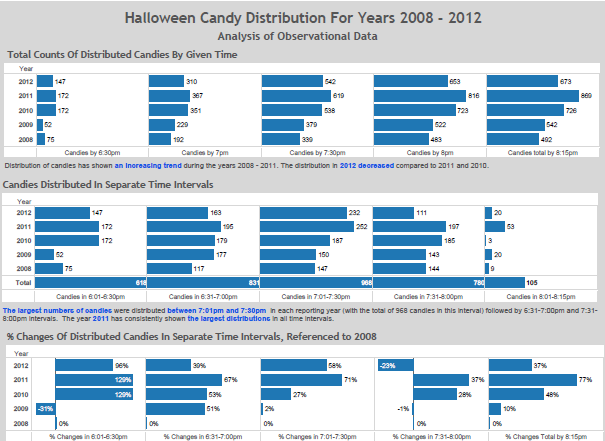 Halloween Candy Distribution For Years 2008 - 2012
Analysis of Observational Data
Total Counts Of Distributed Candies By Given Time
Year
2012 147 310 542 653 673
2011 172 367 619 816 869
2010 172 351 538 723 726
2009 52 229 379 522 542
2008 75 192 339 483 492
Candies by 6:30pm Candies by 7pm Candies by 7:30pm Candies by 8pm Candies total by 8:15pm
Distribution of candies has shown an increasing trend during the years 2008 - 2011. The distribution in 2012 decreased compared to 2011 and 2010.
Candies Distributed In Separate Time Intervals
Year
2012 147 163 232 111 20
2011 172 195 252 197 53
2010 172 179 187 185 3
2009 52 177 150 143 20
2008 75 117 147 144 9
Total 618 831 968 780 105
Candies in 6:01-6:30pm Candies in 6:31-7:00pm Candies in 7:01-7:30pm Candies in 7:31-8:00pm Candies in 8:01-8:15pm
The largest numbers of candies were distributed between 7:01pm and 7:30pm in each reporting year (with the total of 968 candies in this interval) followed by 6:31-7:00pm and 7:31-
8:00pm intervals. The year 2011 has consistently shown the largest distributions in all time intervals.
% Changes Of Distributed Candies In Separate Time Intervals, Referenced to 2008
Year
2012 96% 39% 58% -23% 37%
2011 129% 67% 71% 37% 77%
2010 129% 53% 27% 28% 48%
2009 -31% 51% 2% -1% 10%
2008 0% 0% 0% 0% 0%
% Changes in 6:01-6:30pm % Changes in 6:31-7:00pm % Changes in 7:01-7:30pm % Changes in 7:31-8:00pm % Changes Total by 8:15pm